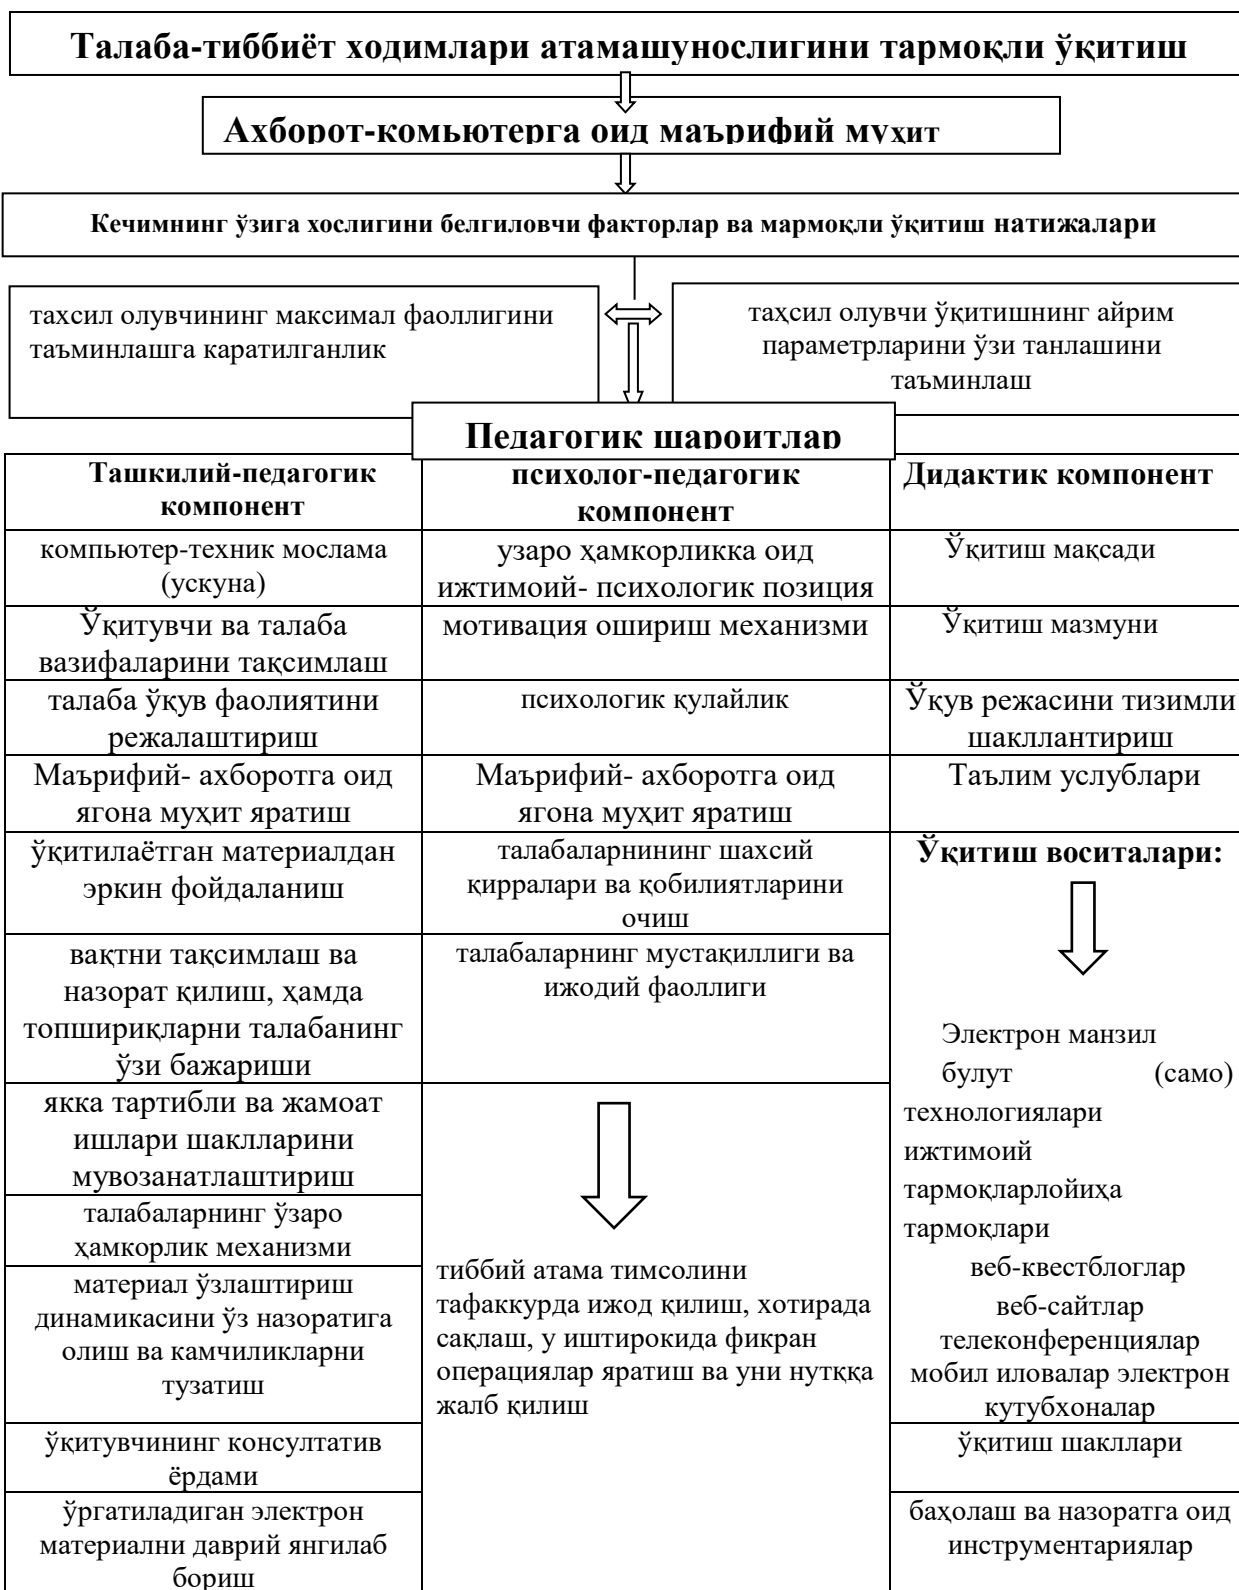 Талаба-тиббиёт ходимлари атамашунослигини тармоқли ўқитиш
Ахборот-комьютерга оид маърифий муҳит
Кечимнинг ўзига хослигини белгиловчи факторлар ва мармоқли ўқитиш натижалари
тахсил олувчининг максимал фаоллигини
таъминлашга каратилганлик
таҳсил олувчи ўқитишнинг айрим
параметрларини ўзи танлашини
таъминлаш
Педагогик шароитлар
Ташкилий-педагогик
компонент
психолог-педагогик
компонент
Дидактик компонент
компьютер-техник мослама
(ускуна)
узаро ҳамкорликка оид
ижтимоий- психологик позиция
Ўқитиш мақсади
Ўқитувчи ва талаба
вазифаларини тақсимлаш
мотивация ошириш механизми
Ўқитиш мазмуни
талаба ўқув фаолиятини
режалаштириш
психологик қулайлик
Ўқув режасини тизимли
шакллантириш
Маърифий- ахборотга оид
ягона муҳит яратиш
Маърифий- ахборотга оид
ягона муҳит яратиш
Таълим услублари
ўқитилаётган материалдан
эркин фойдаланиш
талабаларнининг шахсий
қирралари ва қобилиятларини
очиш
Ўқитиш воситалари:
вақтни тақсимлаш ва
назорат қилиш, ҳамда
топшириқларни талабанинг
ўзи бажариши
талабаларнинг мустақиллиги ва
ижодий фаоллиги
Электрон манзил
булут (само)
технологиялари
ижтимоий
тармоқларлойиҳа
тармоқлари
веб-квестблоглар
веб-сайтлар
телеконференциялар
мобил иловалар электрон
кутубхоналар
якка тартибли ва жамоат
ишлари шаклларини
мувозанатлаштириш
талабаларнинг ўзаро
ҳамкорлик механизми
материал ўзлаштириш
динамикасини ўз назоратига
олиш ва камчиликларни
тузатиш
тиббий атама тимсолини
тафаккурда ижод қилиш, хотирада
сақлаш, у иштирокида фикран
операциялар яратиш ва уни нутққа
жалб қилиш
ўқитувчининг консултатив
ёрдами
ўқитиш шакллари
ўргатиладиган электрон
материални даврий янгилаб
бориш
баҳолаш ва назоратга оид
инструментариялар